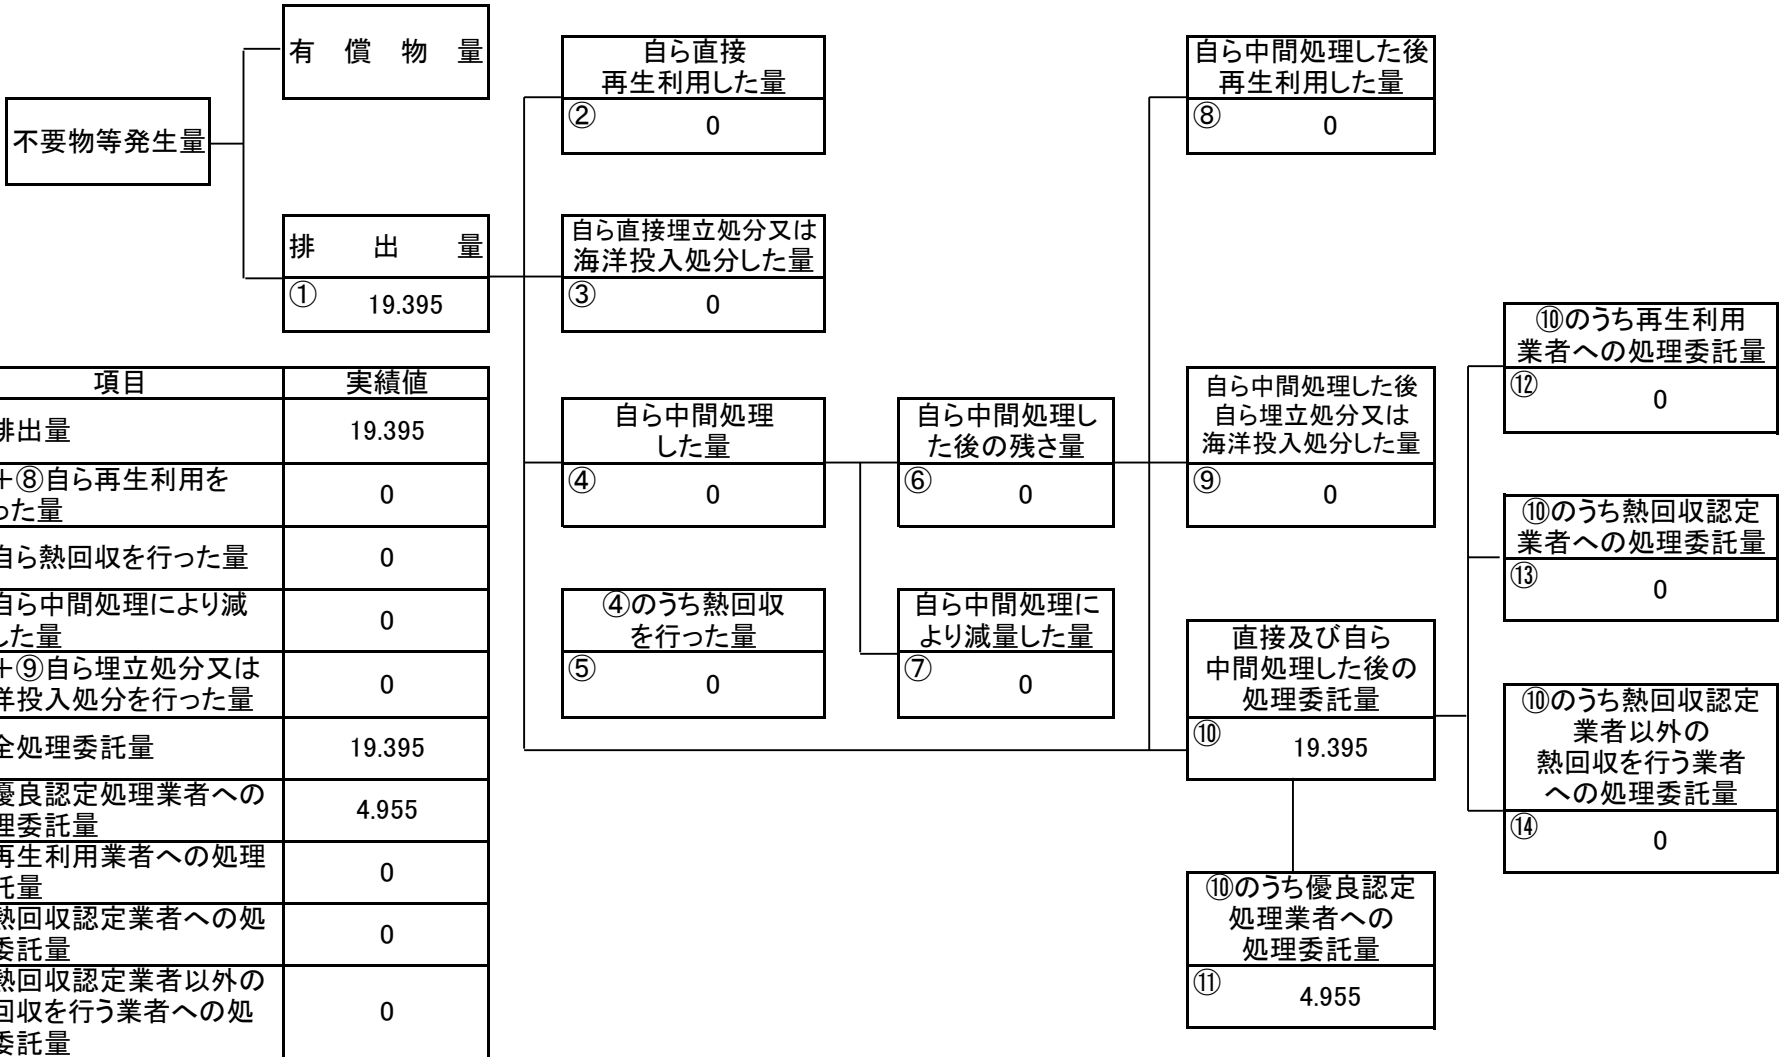 有償物量
不要物等発生量
排出量
① 19.395
自ら直接
再生利用した量
② 0
自ら直接埋立処分又は
海洋投入処分した量
③ 0
自ら中間処理
した量
④ 0
④のうち熱回収
を行った量
⑤ 0
自ら中間処理し
た後の残さ量
⑥ 0
自ら中間処理に
より減量した量
⑦ 0
自ら中間処理した後
再生利用した量
⑧ 0
自ら中間処理した後
自ら埋立処分又は
海洋投入処分した量
⑨ 0
直接及び自ら
中間処理した後の
処理委託量
⑩ 19.395
⑩のうち優良認定
処理業者への
処理委託量
⑪ 4.955
⑩のうち再生利用
業者への処理委託量
⑫ 0
⑩のうち熱回収認定
業者への処理委託量
⑬ 0
⑩のうち熱回収認定
業者以外の
熱回収を行う業者
への処理委託量
⑭ 0
項目 実績値
排出量 19.395
+⑧自ら再生利用を
った量 0
自ら熱回収を行った量 0
自ら中間処理により減
した量 0
+⑨自ら埋立処分又は
洋投入処分を行った量 0
全処理委託量 19.395
優良認定処理業者への
理委託量 4.955
再生利用業者への処理
託量 0
熱回収認定業者への処
委託量 0
熱回収認定業者以外の
回収を行う業者への処
委託量 0